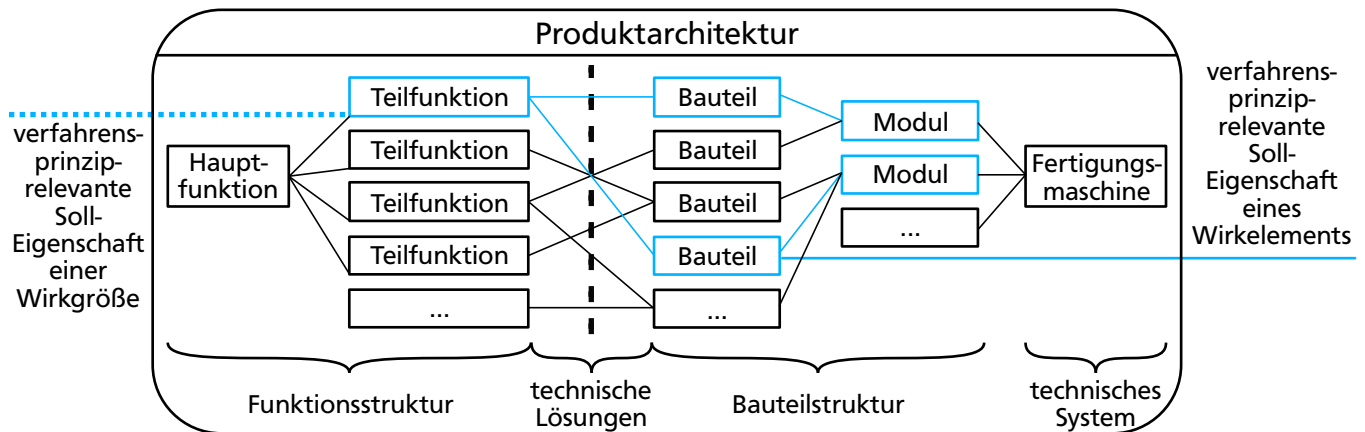 Produktarchitektur
verfahrens-
prinzip-
relevante
Soll-
Eigenschaft
einer
Wirkgröße
Haupt-
funktion
Teilfunktion
Teilfunktion
Teilfunktion
Teilfunktion
...
Bauteil
Bauteil
Bauteil
Bauteil
...
Modul
Modul
...
Fertigungs-
maschine
verfahrens-
prinzip-
relevante
Soll-
Eigenschaft
eines
Wirkelements
Funktionsstruktur
technische
Lösungen
Bauteilstruktur
technisches
System